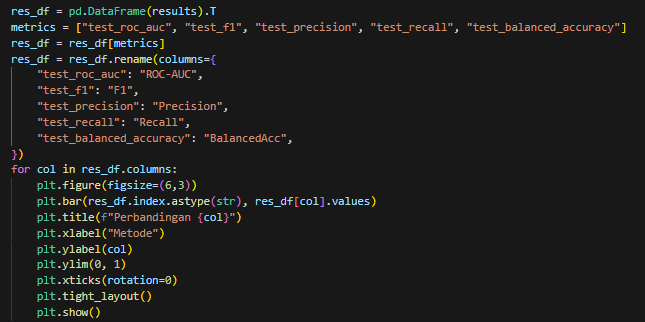 res_df = pd.DataFrame(results).T
metrics = ["test_roc_auc", "test_f1", "test_precision", "test_recall", "test_balanced_accuracy"]
res_df = res_df[metrics]
res_df = res_df.rename(columns={
    "test_roc_auc": "ROC-AUC",
    "test_f1": "F1",
    "test_precision": "Precision",
    "test_recall": "Recall",
    "test_balanced_accuracy": "BalancedAcc",
})
for col in res_df.columns:
    plt.figure(figsize=(6,3))
    plt.bar(res_df.index.astype(str), res_df[col].values)
    plt.title(f"Perbandingan {col}")
    plt.xlabel("Metode")
    plt.ylabel(col)
    plt.ylim(0, 1)
    plt.xticks(rotation=0)
    plt.tight_layout()
    plt.show()